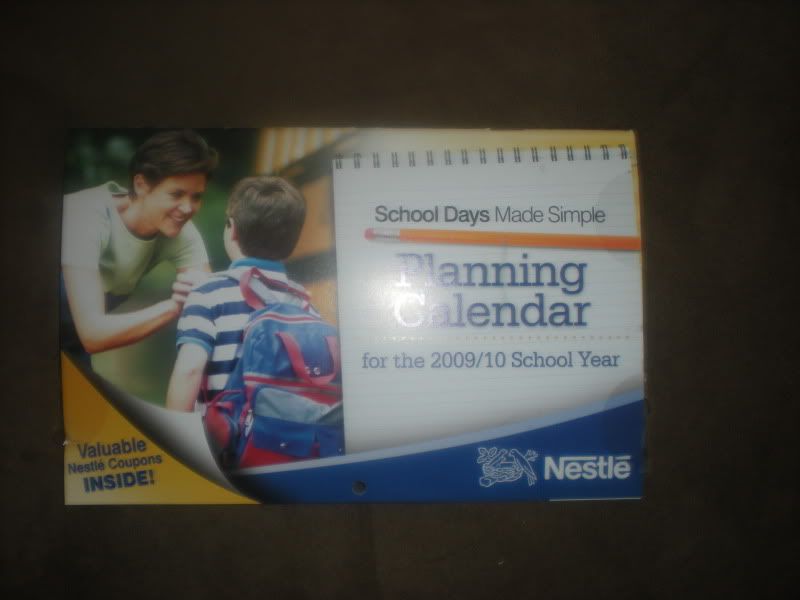 School Days Made Simple
Planning
Calendar
for the 2009/10 School Year
Valuable
Nestlé Coupons
INSIDE!
Nestlé